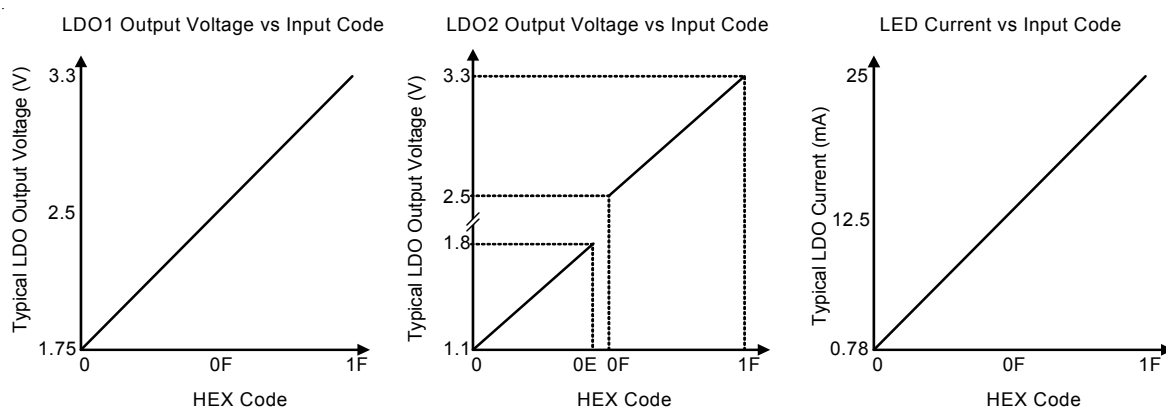 LDO1 Output Voltage vs Input Code
Typical LDO Output Voltage (V)
3.3
2.5
1.75
0
0F
1F
HEX Code
LDO2 Output Voltage vs Input Code
Typical LDO Output Voltage (V)
3.3
2.5
1.8
1.1
0
0E
0F
1F
HEX Code
LED Current vs Input Code
Typical LDO Current (mA)
25
12.5
0.78
0
0F
1F
HEX Code